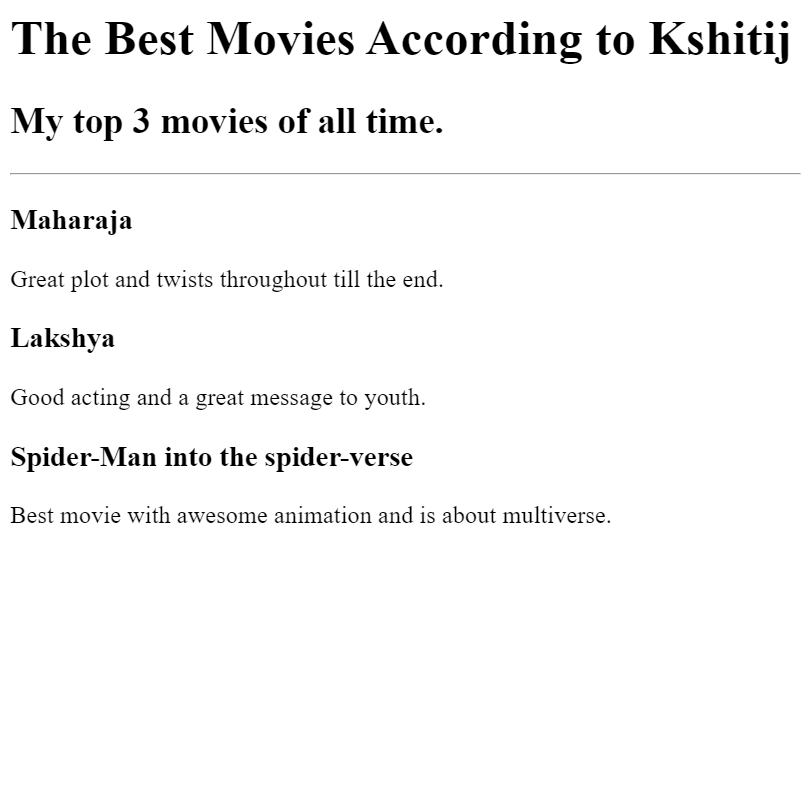 The Best Movies According to Kshitij
My top 3 movies of all time.
Maharaja
Great plot and twists throughout till the end.
Lakshya
Good acting and a great message to youth.
Spider-Man into the spider-verse
Best movie with awesome animation and is about multiverse.